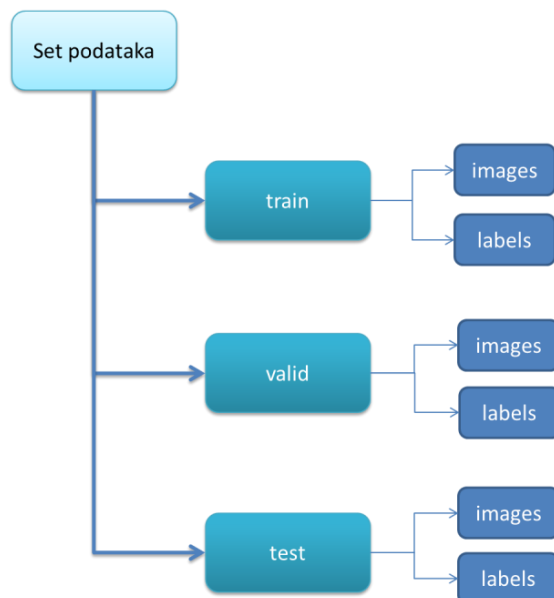 Set podataka
train
images
labels
valid
images
labels
test
images
labels